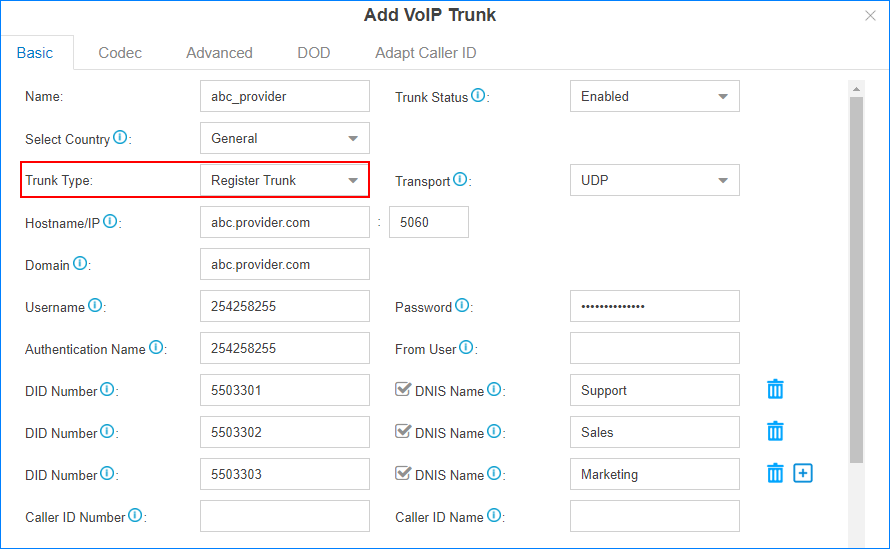 Add VoIP Trunk
Basic Codec Advanced DOD Adapt Caller ID
Name: abc_provider Trunk Status: Enabled
Select Country: General
Trunk Type: Register Trunk Transport: UDP
Hostname/IP: abc.provider.com : 5060
Domain: abc.provider.com
Username: 254258255 Password: ••••••••••••••
Authentication Name: 254258255 From User:
DID Number: 5503301 DNIS Name: Support
DID Number: 5503302 DNIS Name: Sales
DID Number: 5503303 DNIS Name: Marketing
Caller ID Number: Caller ID Name: